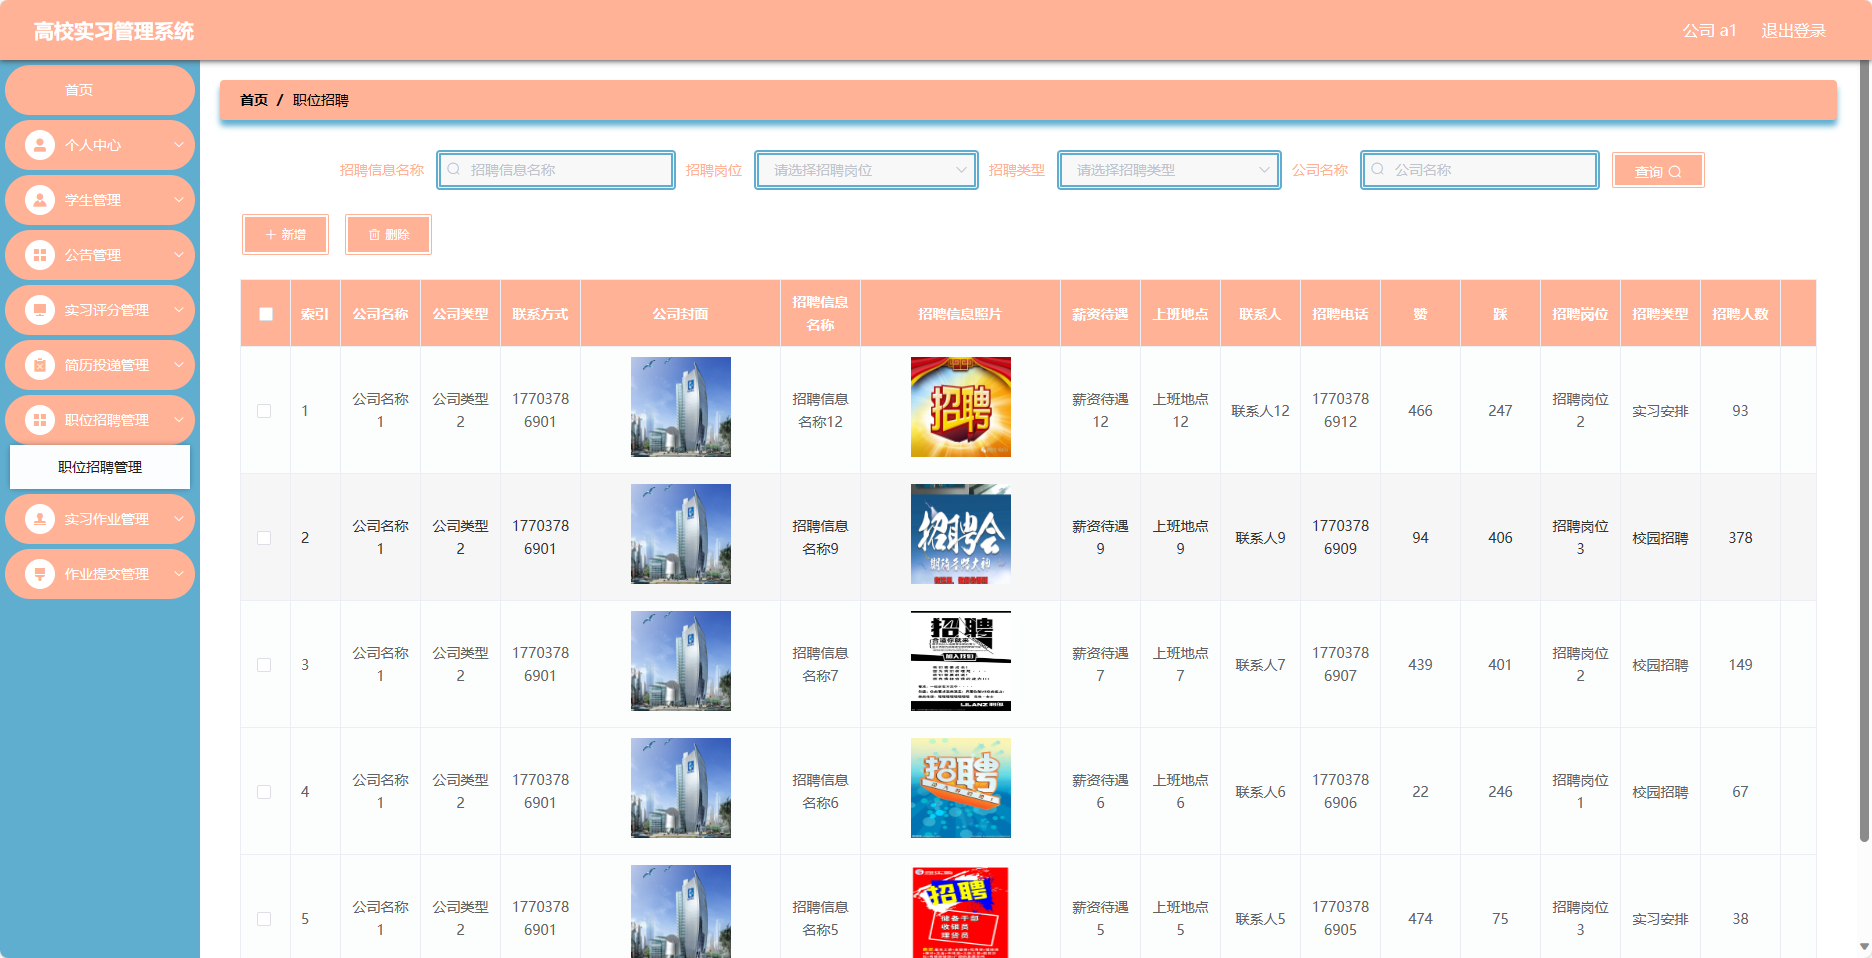 高校实习管理系统
公司 a1 退出登录
首页
个人中心
学生管理
公告管理
实习评分管理
简历投递管理
职位招聘管理
职位招聘管理
实习作业管理
作业提交管理
首页 / 职位招聘
招聘信息名称 招聘信息名称 招聘岗位 请选择招聘岗位 招聘类型 请选择招聘类型 公司名称 公司名称 查询
新增 删除
索引 公司名称 公司类型 联系方式 公司封面 招聘信息名称 招聘信息照片 薪资待遇 上班地点 联系人 招聘电话 赞 踩 招聘岗位 招聘类型 招聘人数
1 公司名称1 公司类型2 17703786901 招聘信息名称12 招聘 薪资待遇12 上班地点12 联系人12 17703786912 466 247 招聘岗位2 实习安排 93
2 公司名称1 公司类型2 17703786901 招聘信息名称9 招聘会 薪资待遇9 上班地点9 联系人9 17703786909 94 406 招聘岗位3 校园招聘 378
3 公司名称1 公司类型2 17703786901 招聘信息名称7 招聘 加入我们 薪资待遇7 上班地点7 联系人7 17703786907 439 401 招聘岗位2 校园招聘 149
4 公司名称1 公司类型2 17703786901 招聘信息名称6 招聘 薪资待遇6 上班地点6 联系人6 17703786906 22 246 招聘岗位1 校园招聘 67
5 公司名称1 公司类型2 17703786901 招聘信息名称5 招聘 储备干部 收银员 理货员 薪资待遇5 上班地点5 联系人5 17703786905 474 75 招聘岗位3 实习安排 38